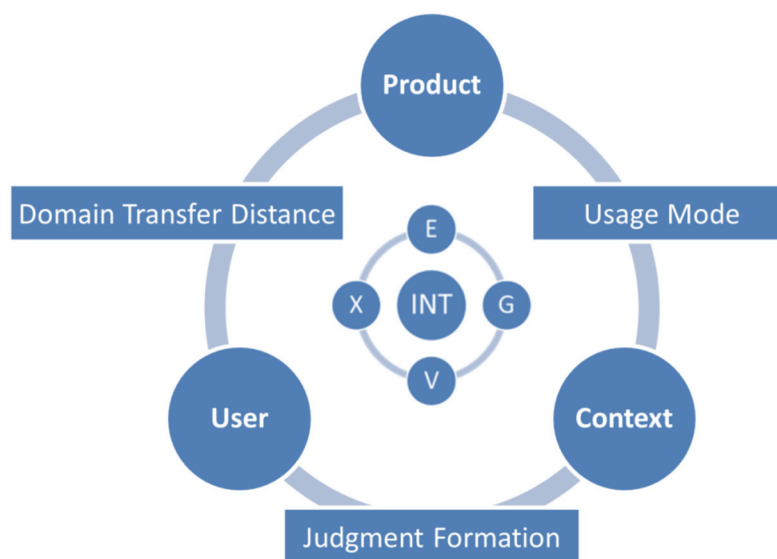 Product
Domain Transfer Distance
Usage Mode
E
X
INT
G
V
User
Context
Judgment Formation